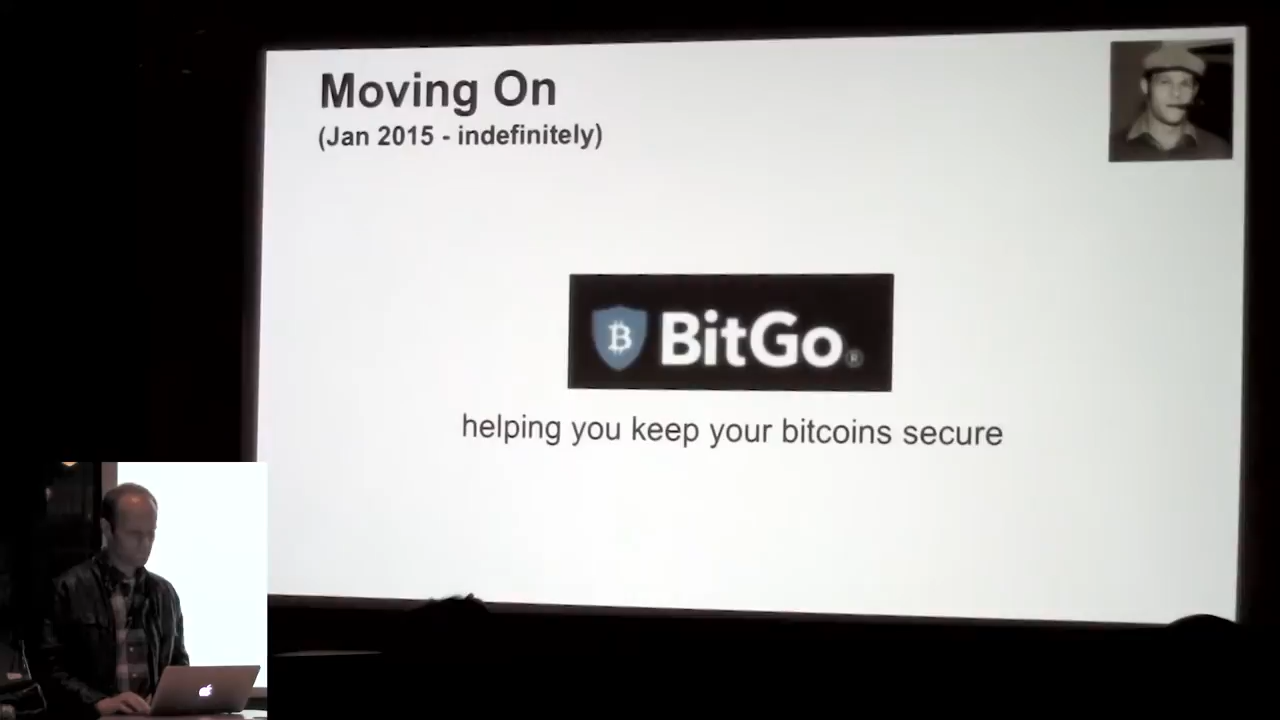 Moving On
(Jan 2015 - indefinitely)
BitGo®
helping you keep your bitcoins secure